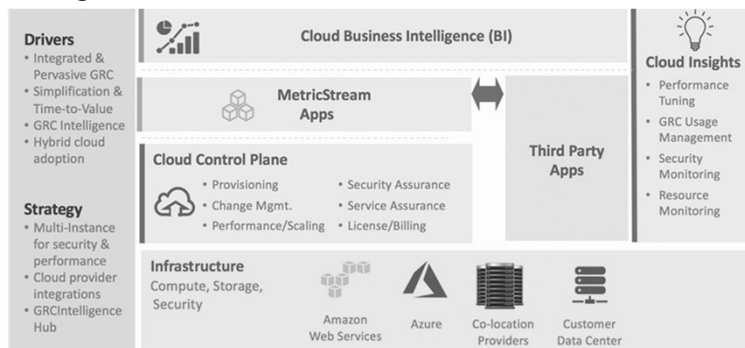 Drivers
• Integrated &
Pervasive GRC
• Simplification &
Time-to-Value
• GRC Intelligence
• Hybrid cloud
adoption
Strategy
• Multi-Instance
for security &
performance
• Cloud provider
integrations
• GRCIntelligence
Hub
Cloud Business Intelligence (BI)
MetricStream
Apps
Cloud Control Plane
• Provisioning
• Change Mgmt.
• Performance/Scaling
• Security Assurance
• Service Assurance
• License/Billing
Third Party
Apps
Infrastructure
Compute, Storage,
Security
Amazon
Web Services
Azure
Co-location
Providers
Customer
Data Center
Cloud Insights
• Performance
Tuning
• GRC Usage
Management
• Security
Monitoring
• Resource
Monitoring